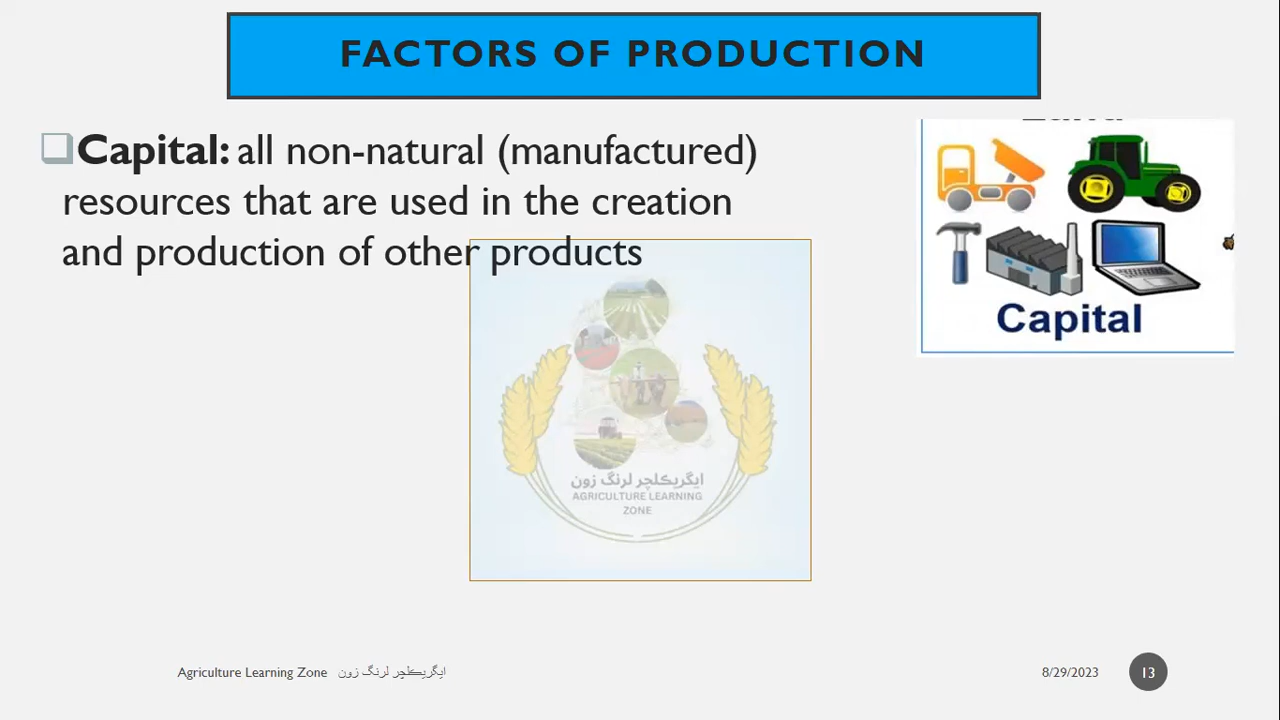 FACTORS OF PRODUCTION
Capital: all non-natural (manufactured)
resources that are used in the creation
and production of other products
Capital
ایگریکلچر لرنگ زون
AGRICULTURE LEARNING
ZONE
Agriculture Learning Zone ایگریکلچر لرنگ زون
8/29/2023
13